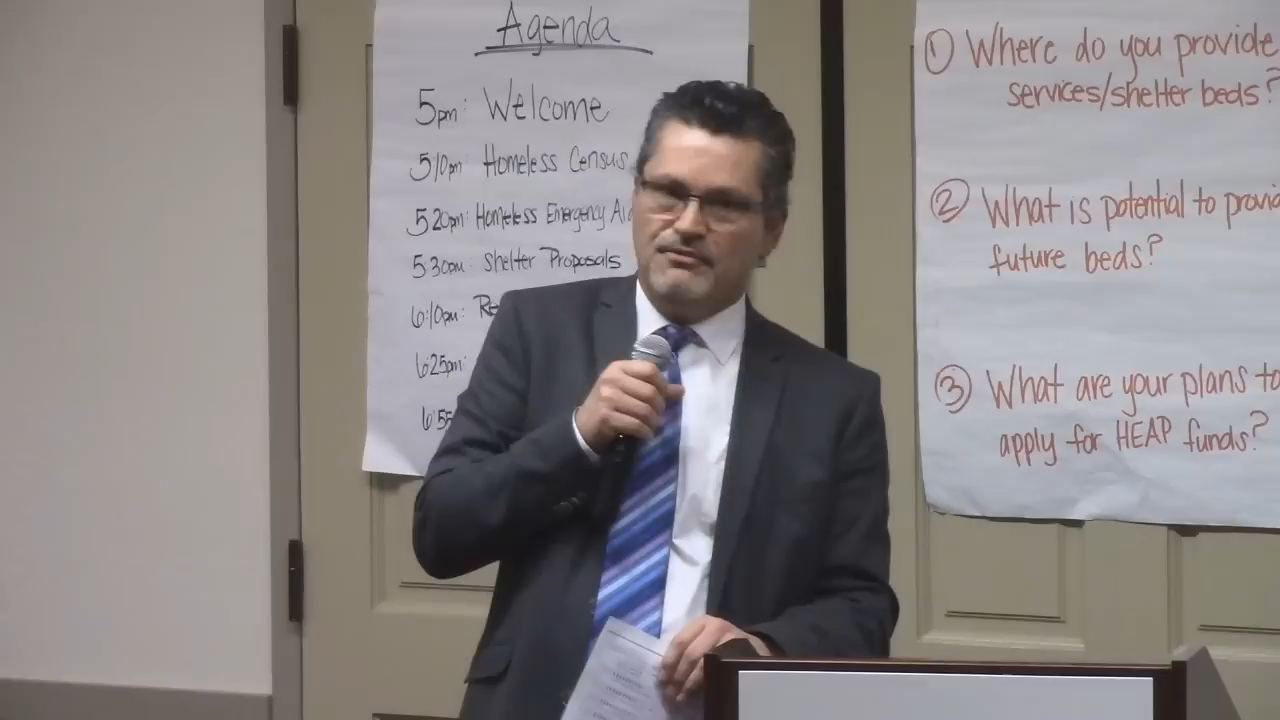 Agenda
5pm: Welcome
5:10pm: Homeless Census
5:20pm: Homeless Emergency Aid
5:30pm: Shelter Proposals
6:10pm: Re
6:25pm:
6:55
① Where do you provide
services/shelter beds?
② What is potential to provid
future beds?
③ What are your plans to
apply for HEAP funds?